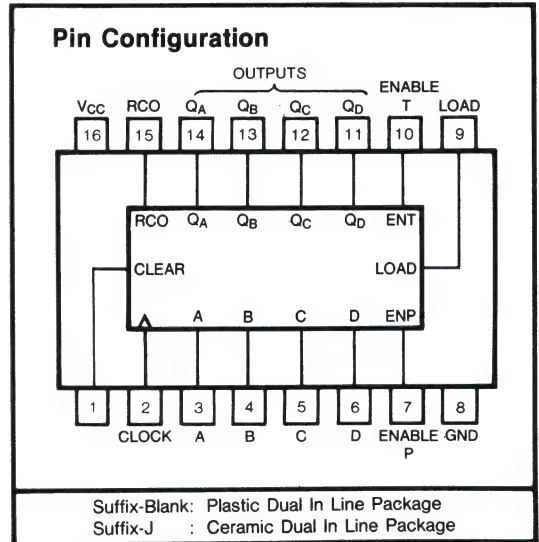 Pin Configuration
OUTPUTS
ENABLE
VCC RCO QA QB QC QD T LOAD
16 15 14 13 12 11 10 9
RCO QA QB QC QD ENT
CLEAR LOAD
A B C D ENP
1 2 3 4 5 6 7 8
CLOCK A B C D ENABLE GND
P
Suffix-Blank: Plastic Dual In Line Package
Suffix-J : Ceramic Dual In Line Package